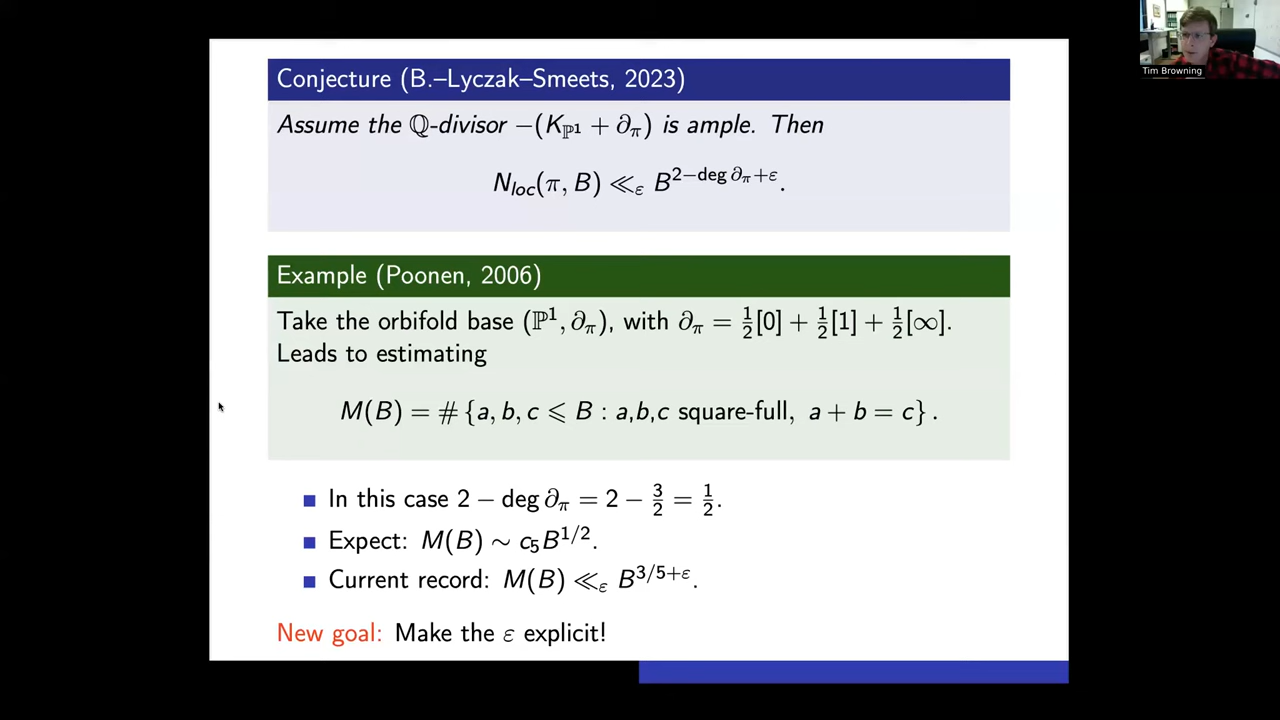 Tim Browning
Conjecture (B.–Lyczak–Smeets, 2023)
Assume the ℚ-divisor −(K_{ℙ¹} + ∂_π) is ample. Then
N_{loc}(π, B) ≪_ε B^{2−deg ∂_π+ε}.
Example (Poonen, 2006)
Take the orbifold base (ℙ¹, ∂_π), with ∂_π = ½[0] + ½[1] + ½[∞].
Leads to estimating
M(B) = # {a, b, c ⩽ B : a,b,c square-full, a + b = c} .
In this case 2 − deg ∂_π = 2 − 3/2 = 1/2.
Expect: M(B) ∼ c₅B^{1/2}.
Current record: M(B) ≪_ε B^{3/5+ε}.
New goal: Make the ε explicit!